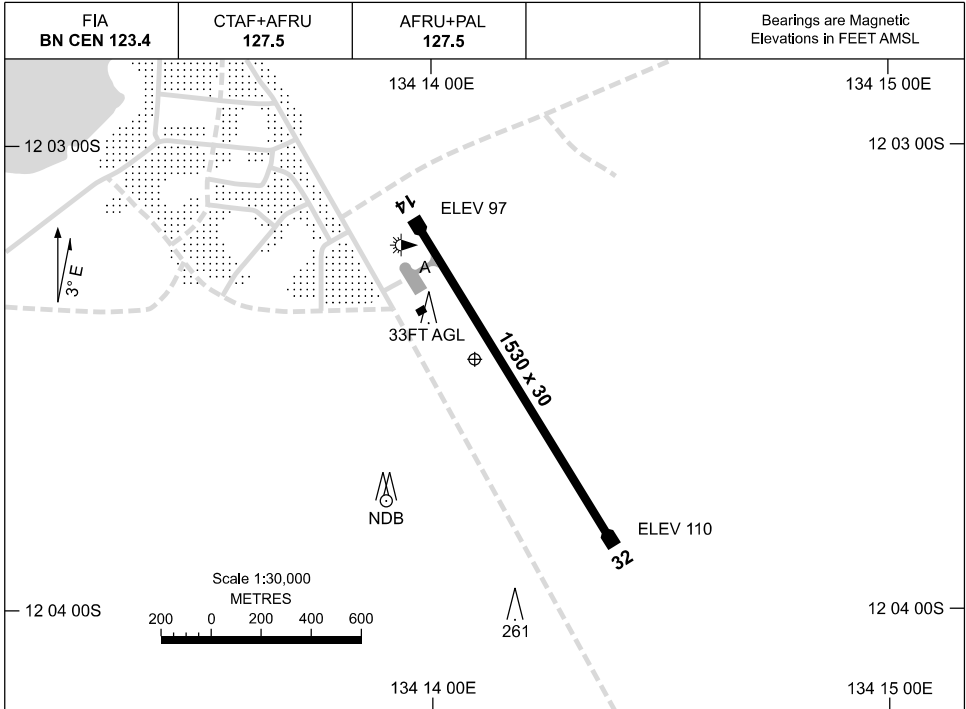 FIA
BN CEN 123.4
CTAF+AFRU
127.5
AFRU+PAL
127.5
Bearings are Magnetic
Elevations in FEET AMSL
134 14 00E
134 15 00E
12 03 00S
12 03 00S
14
ELEV 97
3° E
A
33FT AGL
1530 x 30
NDB
ELEV 110
32
Scale 1:30,000
METRES
200 0 200 400 600
12 04 00S
12 04 00S
261
134 14 00E
134 15 00E